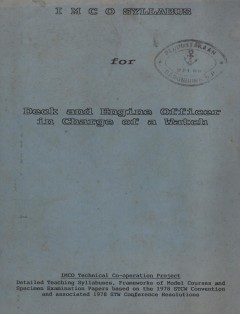 I M C O SYLLABUS
for
Deck and Engine Officer
in Charge of a Watch
IMCO Technical Co-operation Project
Detailed Teaching Syllabuses, Frameworks of Model Courses and
Specimen Examination Papers based on the 1978 STCW Convention
and associated 1978 STW Conference Resolutions